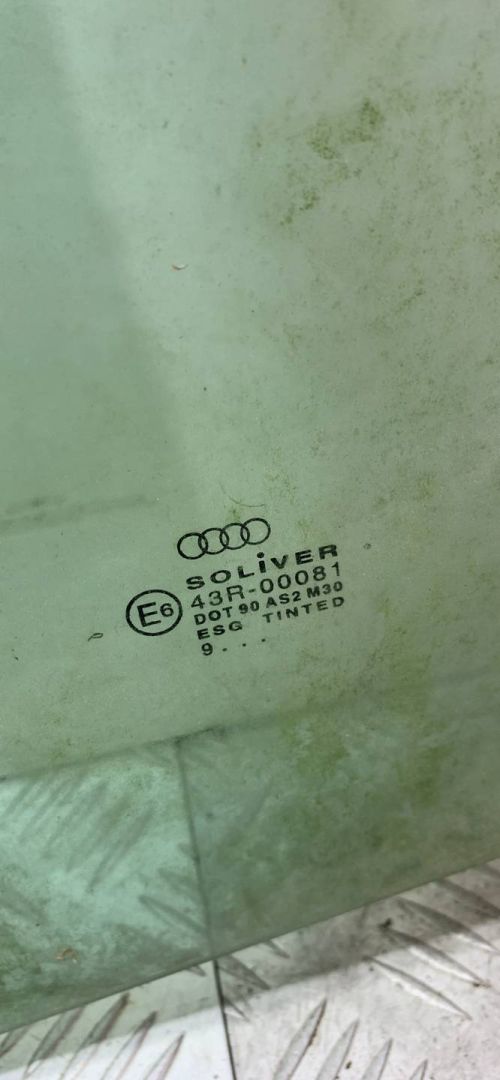 SOLiVER
E6 43R-00081
DOT 90 AS2 M30
ESG TINTED
9...